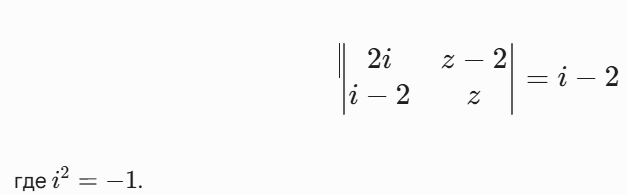 2i z − 2
i − 2 z
= i − 2
где i² = −1.